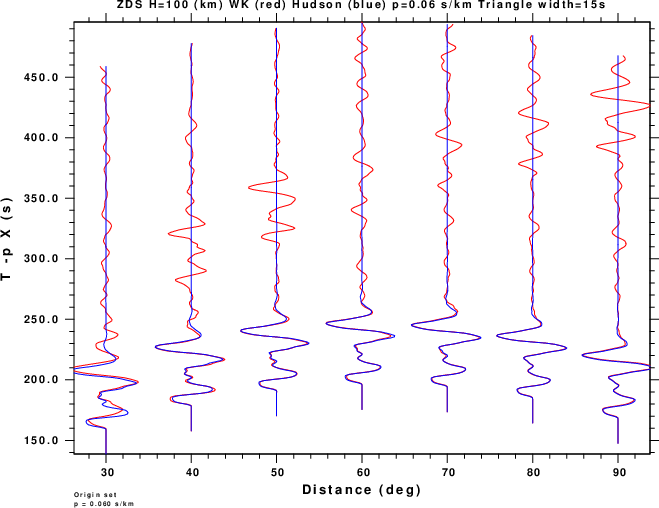 ZDS H=100 (km) WK (red) Hudson (blue) p=0.06 s/km Triangle width=15s
450.0
400.0
350.0
300.0
250.0
200.0
150.0
T -p X (s)
30 40 50 60 70 80 90
Distance (deg)
Origin set
p = 0.060 s/km